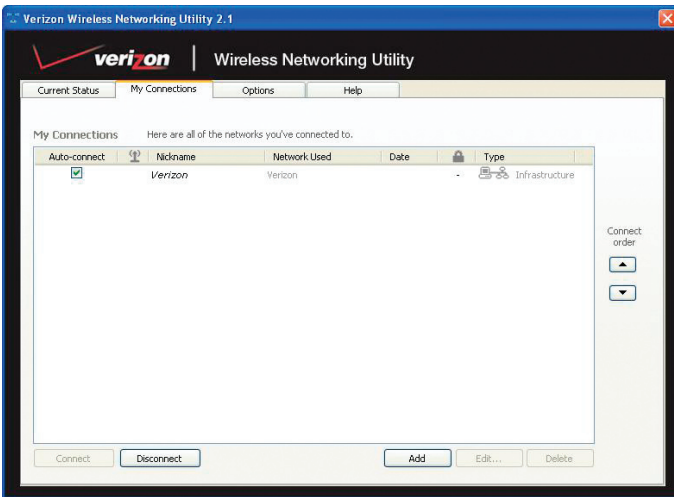 Verizon Wireless Networking Utility 2.1
verizon | Wireless Networking Utility
Current Status My Connections Options Help
My Connections Here are all of the networks you've connected to.
Auto-connect Nickname Network Used Date Type
Verizon Verizon - Infrastructure
Connect
order
Connect Disconnect Add Edit... Delete